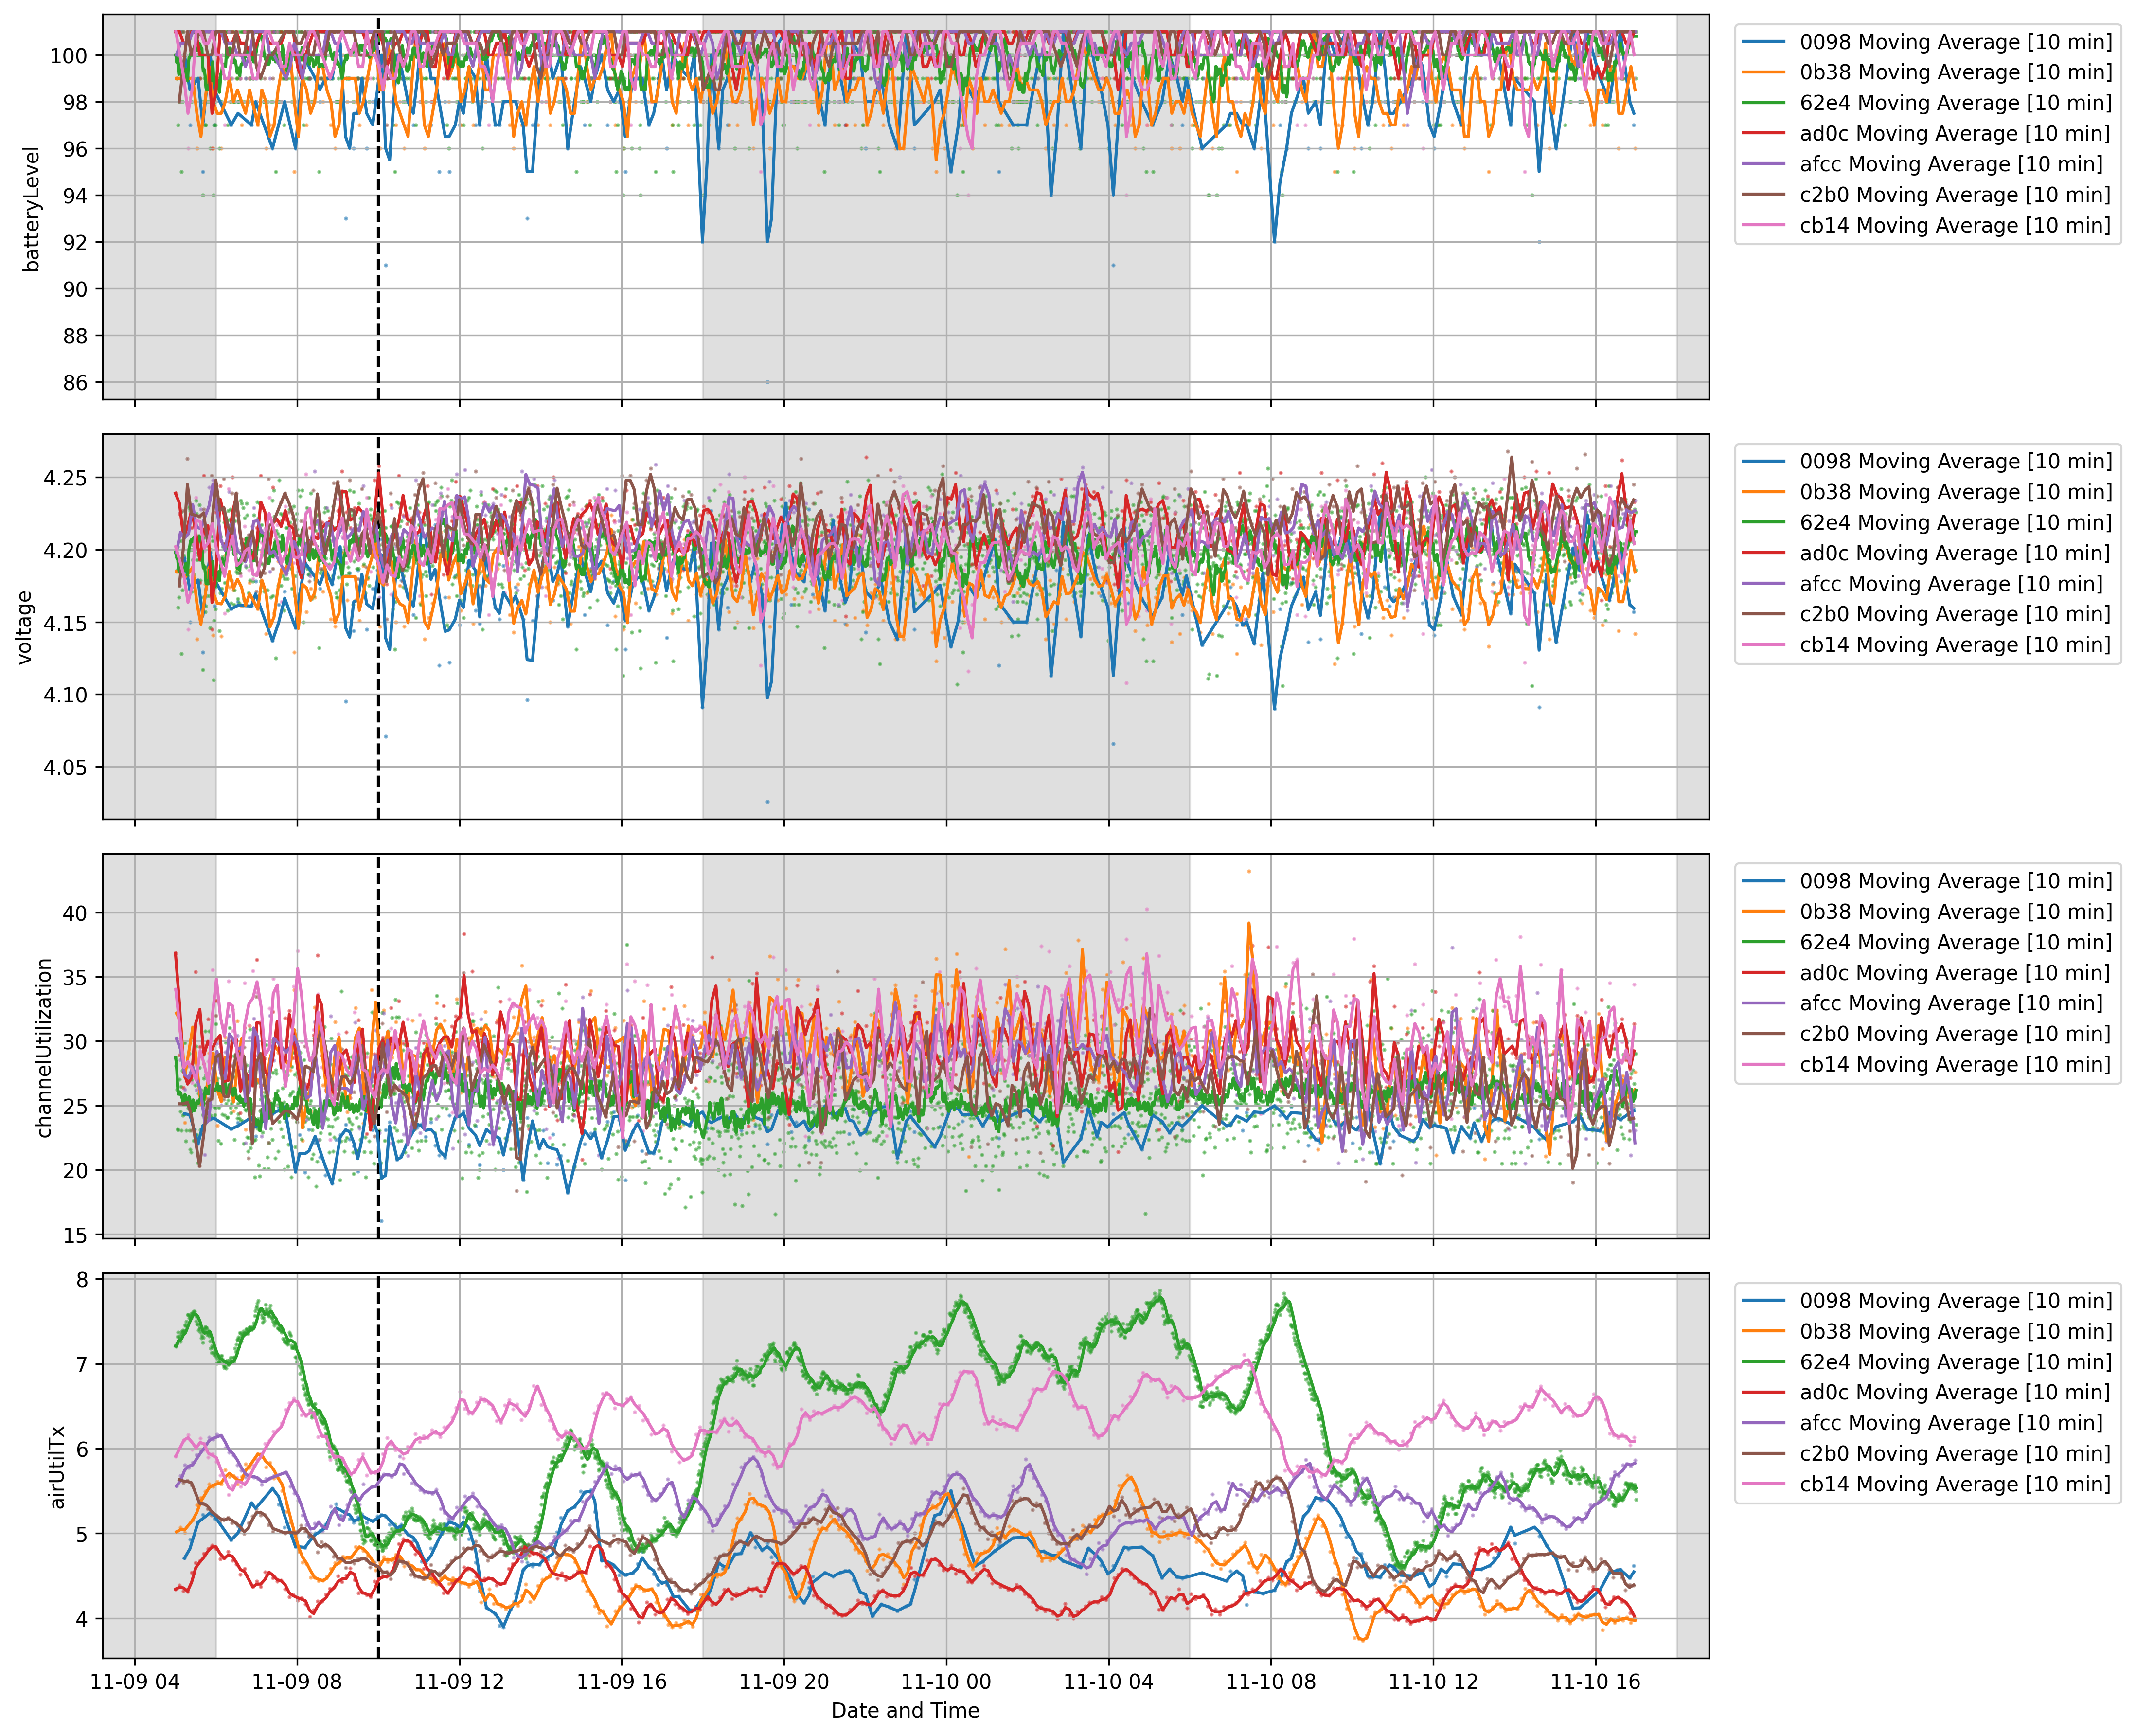 batteryLevel
100
98
96
94
92
90
88
86
0098 Moving Average [10 min]
0b38 Moving Average [10 min]
62e4 Moving Average [10 min]
ad0c Moving Average [10 min]
afcc Moving Average [10 min]
c2b0 Moving Average [10 min]
cb14 Moving Average [10 min]
voltage
4.25
4.20
4.15
4.10
4.05
0098 Moving Average [10 min]
0b38 Moving Average [10 min]
62e4 Moving Average [10 min]
ad0c Moving Average [10 min]
afcc Moving Average [10 min]
c2b0 Moving Average [10 min]
cb14 Moving Average [10 min]
channelUtilization
40
35
30
25
20
15
0098 Moving Average [10 min]
0b38 Moving Average [10 min]
62e4 Moving Average [10 min]
ad0c Moving Average [10 min]
afcc Moving Average [10 min]
c2b0 Moving Average [10 min]
cb14 Moving Average [10 min]
airUtilTx
8
7
6
5
4
0098 Moving Average [10 min]
0b38 Moving Average [10 min]
62e4 Moving Average [10 min]
ad0c Moving Average [10 min]
afcc Moving Average [10 min]
c2b0 Moving Average [10 min]
cb14 Moving Average [10 min]
11-09 04 11-09 08 11-09 12 11-09 16 11-09 20 11-10 00 11-10 04 11-10 08 11-10 12 11-10 16
Date and Time